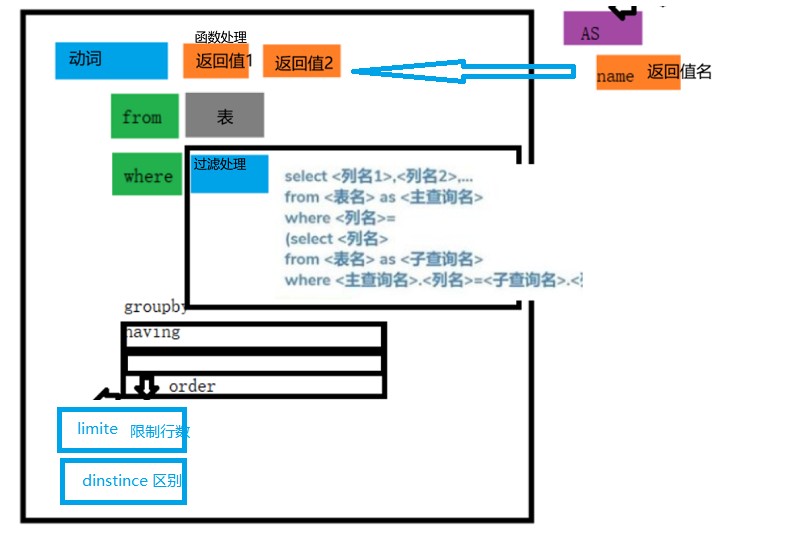 函数处理
动词
返回值1
返回值2
AS
name 返回值名
from
表
where
过滤处理
select <列名1>,<列名2>,...
from <表名> as <主查询名>
where <列名>=
(select <列名>
from <表名> as <子查询名>
where <主查询名>.<列名>=<子查询名>.<列
groupby
having
order
limite 限制行数
dinstince 区别